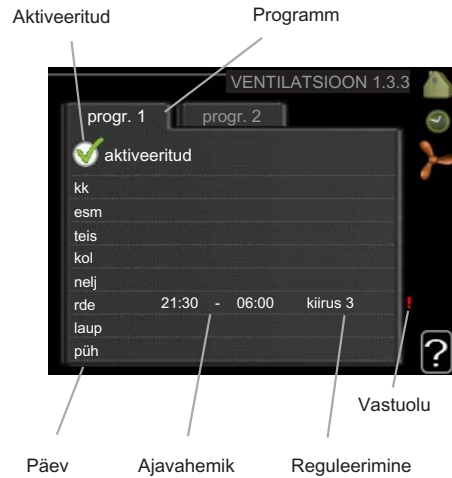 Aktiveeritud Programm
VENTILATSIOON 1.3.3
progr. 1 progr. 2
aktiveeritud
kk
esm
teis
kol
nelj
rde 21:30 - 06:00 kiirus 3 !
laup
püh
?
Vastuolu
Päev Ajavahemik Reguleerimine